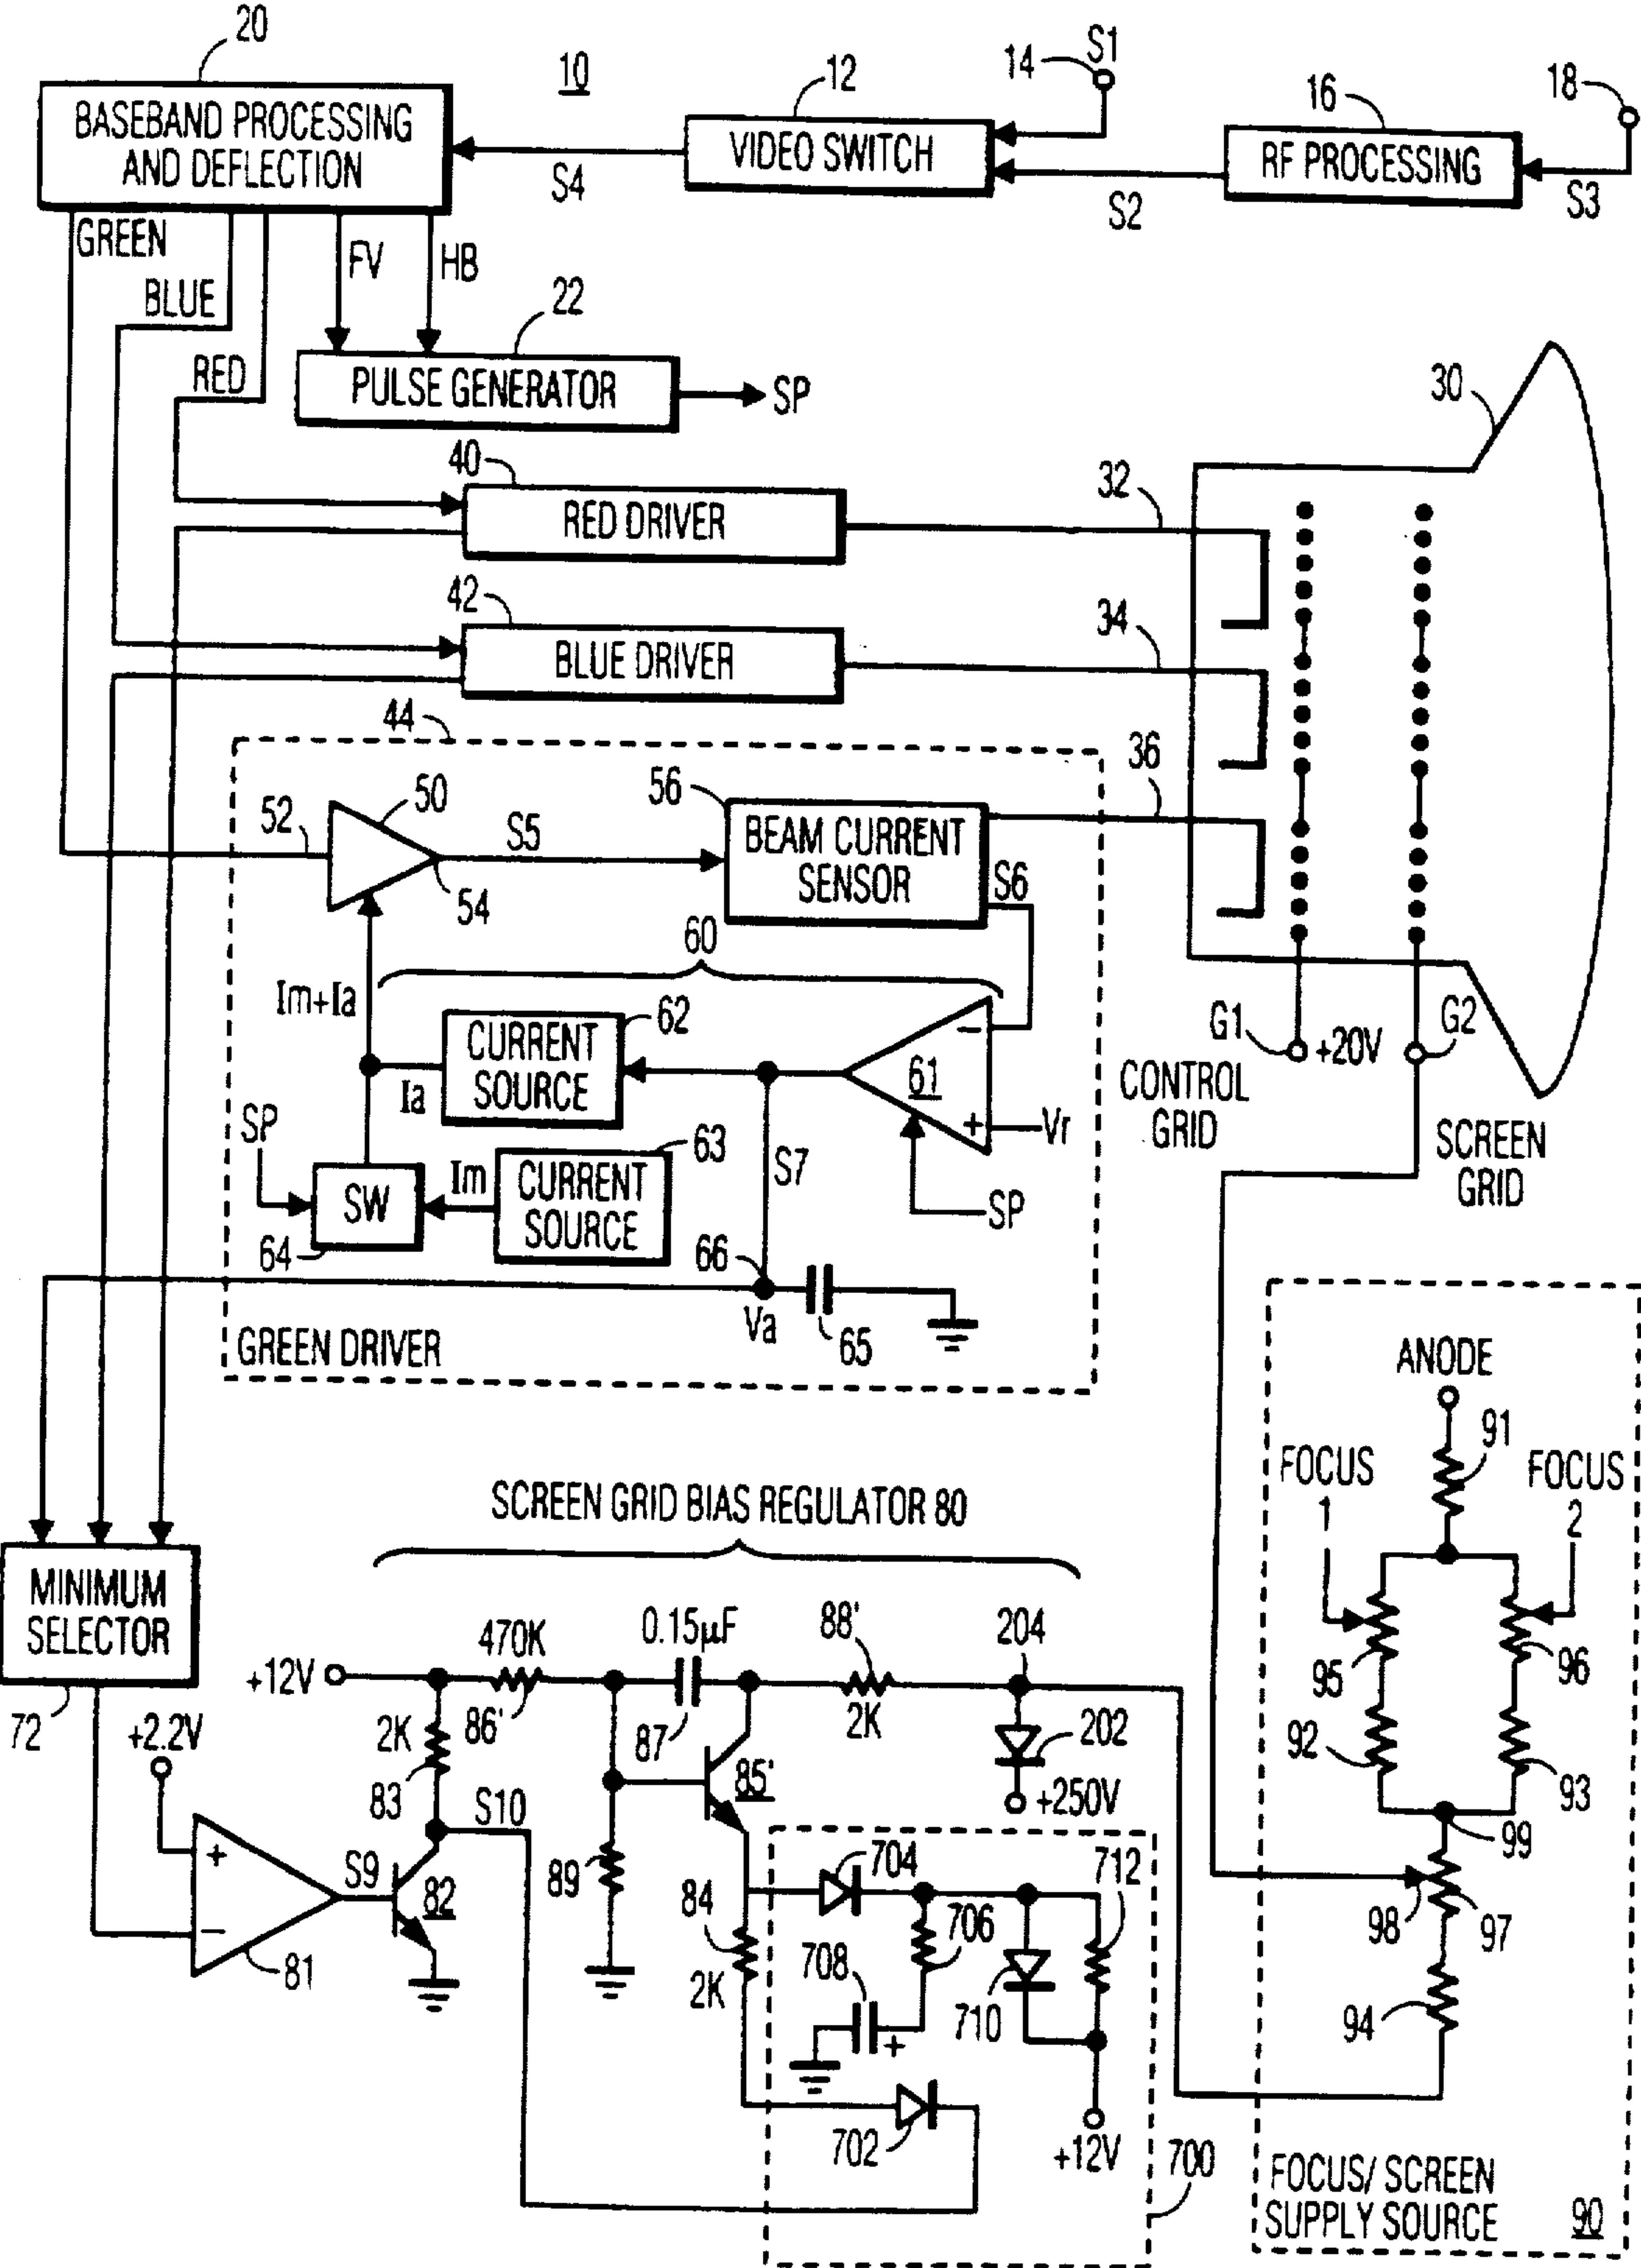 20
10
12
14
S1
16
18
BASEBAND PROCESSING
AND DEFLECTION
VIDEO SWITCH
RF PROCESSING
S4
S2
S3
GREEN
BLUE
RED
FV
HB
22
PULSE GENERATOR
SP
30
40
RED DRIVER
32
42
BLUE DRIVER
34
44
36
50
52
54
S5
56
BEAM CURRENT
SENSOR
S6
60
Im+Ia
CURRENT
SOURCE
62
Ia
61
−
+
Vr
SP
G1
+20V
G2
CONTROL
GRID
SCREEN
GRID
SP
SW
64
Im
63
CURRENT
SOURCE
S7
66
Va
65
GREEN DRIVER
ANODE
91
FOCUS
1
FOCUS
2
95
96
92
93
99
98
97
94
FOCUS/ SCREEN
SUPPLY SOURCE
90
SCREEN GRID BIAS REGULATOR 80
MINIMUM
SELECTOR
72
+12V
470K
86'
0.15µF
87
88'
2K
204
202
+250V
+2.2V
2K
83
S10
85'
+
−
81
S9
82
89
84
2K
704
706
708
+
710
712
702
+12V
700